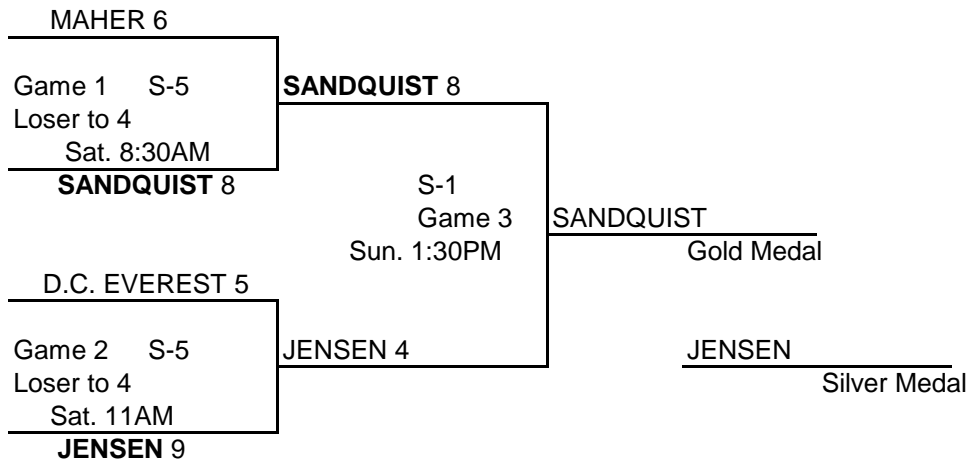 MAHER 6
Game 1 S-5
SANDQUIST 8
Loser to 4
Sat. 8:30AM
SANDQUIST 8
S-1
Game 3
SANDQUIST
Sun. 1:30PM
Gold Medal
D.C. EVEREST 5
Game 2 S-5
JENSEN 4
JENSEN
Loser to 4
Silver Medal
Sat. 11AM
JENSEN 9